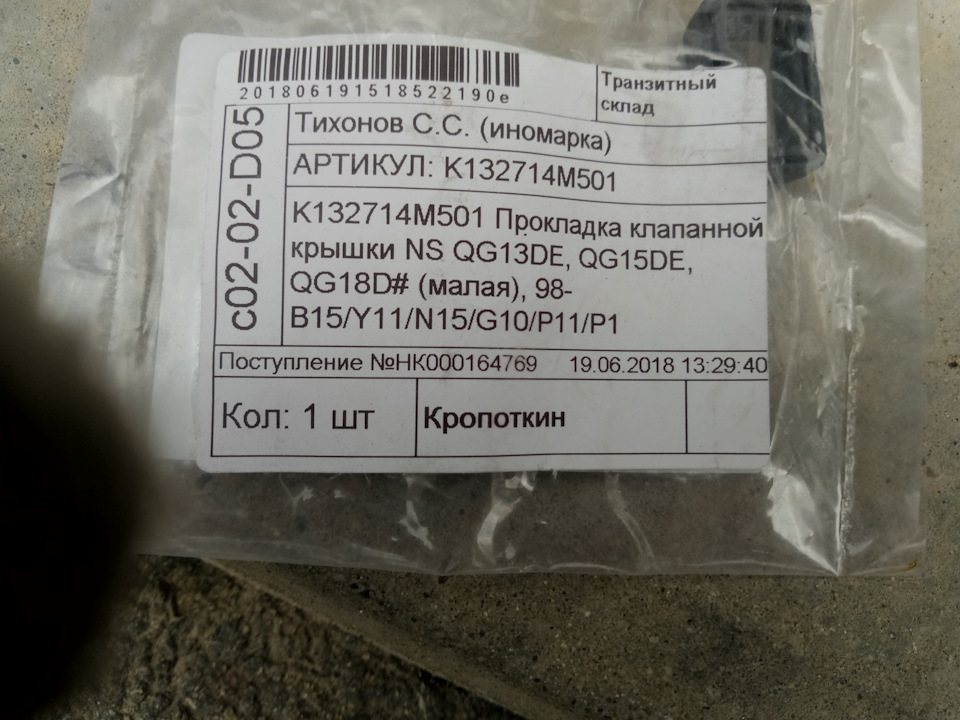 201806191518522190e
Транзитный
склад
c02-02-D05
Тихонов С.С. (иномарка)
АРТИКУЛ: K132714M501
K132714M501 Прокладка клапанной
крышки NS QG13DE, QG15DE,
QG18D# (малая), 98-
B15/Y11/N15/G10/P11/P1
Поступление №НК000164769 19.06.2018 13:29:40
Кол: 1 шт
Кропоткин